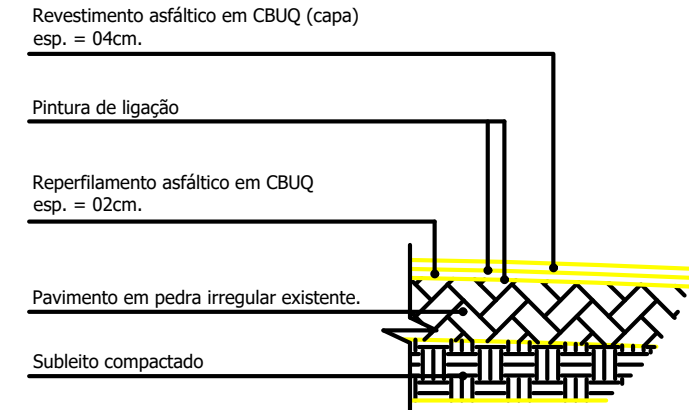 Revestimento asfáltico em CBUQ (capa)
esp. = 04cm.
Pintura de ligação
Reperfilamento asfáltico em CBUQ
esp. = 02cm.
Pavimento em pedra irregular existente.
Subleito compactado